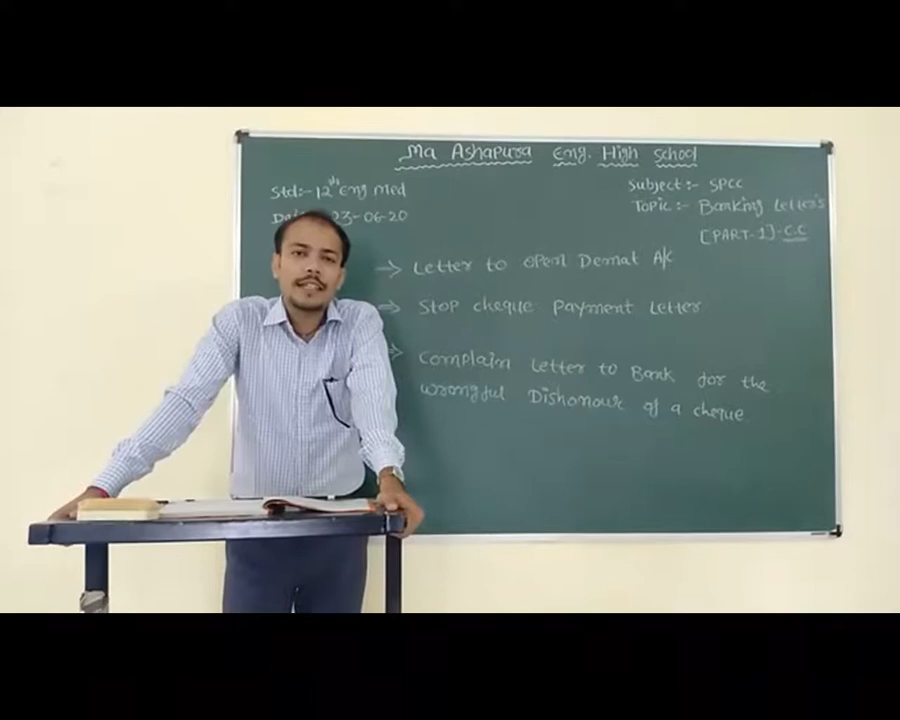 Ma Ashapura Eng. High School
Std:- 12th Eng Med
Subject :- SPCC
23-06-20
Topic :- Banking Letter's
[PART-1]-C.C
→ Letter to open Demat A/c
→ Stop cheque Payment Letter
→ Complain Letter to Bank for the
wrongful Dishonour of a cheque